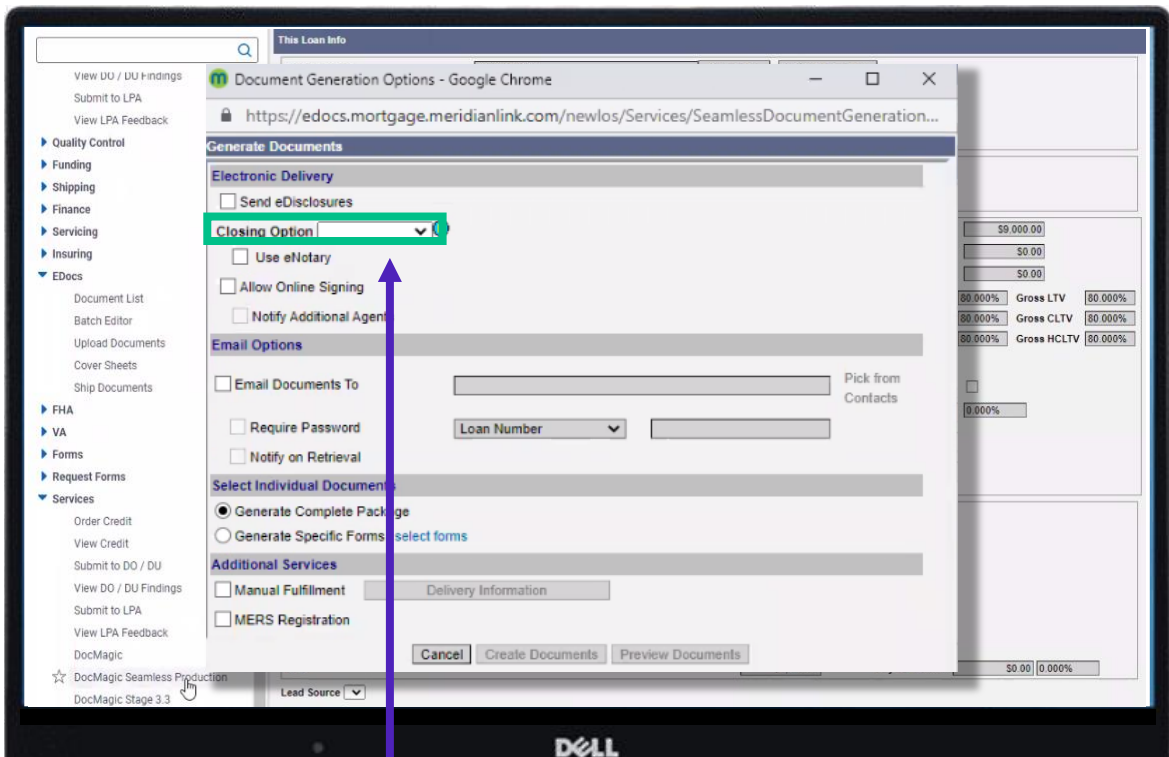 This Loan Info
View DO / DU Findings
Submit to LPA
View LPA Feedback
Quality Control
Funding
Shipping
Finance
Servicing
Insuring
EDocs
Document List
Batch Editor
Upload Documents
Cover Sheets
Ship Documents
FHA
VA
Forms
Request Forms
Services
Order Credit
View Credit
Submit to DO / DU
View DO / DU Findings
Submit to LPA
View LPA Feedback
DocMagic
DocMagic Seamless Production
DocMagic Stage 3.3
Document Generation Options - Google Chrome
https://edocs.mortgage.meridianlink.com/newlos/Services/SeamlessDocumentGeneration...
Generate Documents
Electronic Delivery
Send eDisclosures
Closing Option
Use eNotary
Allow Online Signing
Notify Additional Agents
Email Options
Email Documents To
Pick from
Contacts
Require Password Loan Number
Notify on Retrieval
Select Individual Documents
Generate Complete Package
Generate Specific Forms select forms
Additional Services
Manual Fulfillment Delivery Information
MERS Registration
Cancel Create Documents Preview Documents
$9,000.00
$0.00
$0.00
80.000% Gross LTV 80.000%
80.000% Gross CLTV 80.000%
80.000% Gross HCLTV 80.000%
0.000%
$0.00 0.000%
Lead Source
DELL